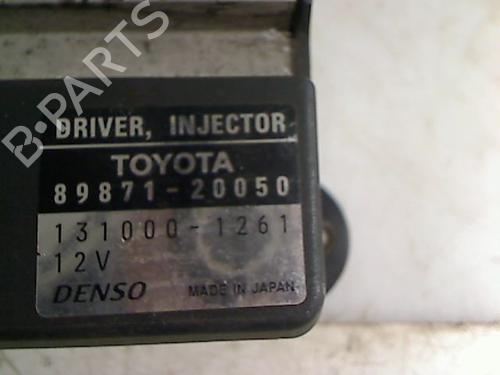 B-PARTS
DRIVER, INJECTOR
TOYOTA
89871-20050
131000-1261
12V
DENSO MADE IN JAPAN